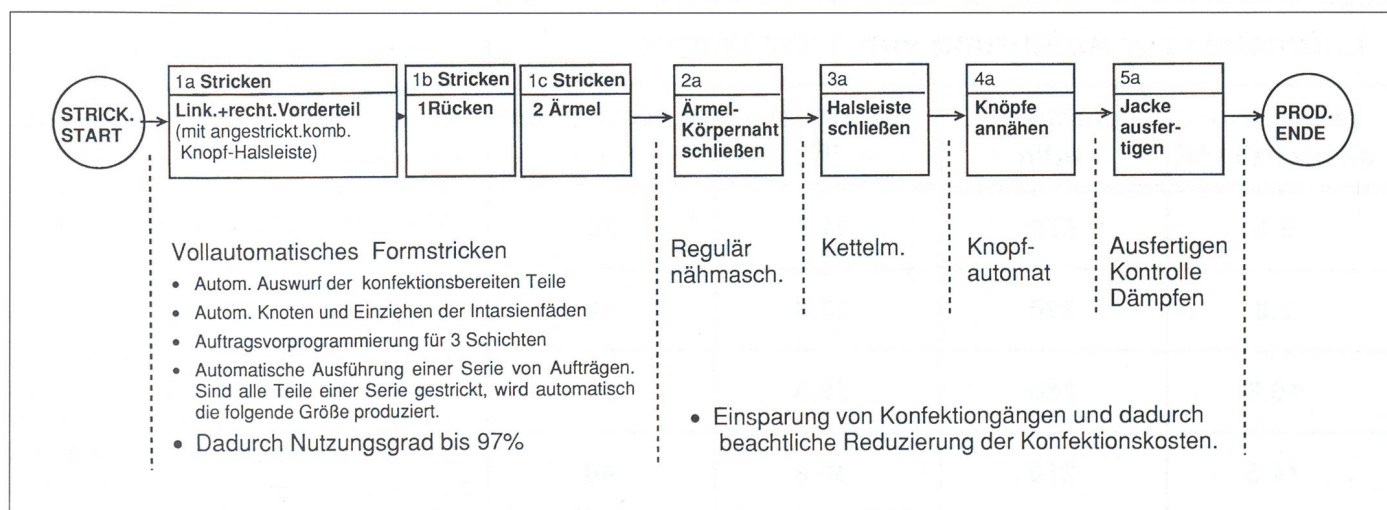 STRICK.
START
1a Stricken
Link.+recht.Vorderteil
(mit angestrickt.komb.
Knopf-Halsleiste)
1b Stricken
1Rücken
1c Stricken
2 Ärmel
2a
Ärmel-
Körpernaht
schließen
3a
Halsleiste
schließen
4a
Knöpfe
annähen
5a
Jacke
ausfer-
tigen
PROD.
ENDE
Vollautomatisches Formstricken
• Autom. Auswurf der konfektionsbereiten Teile
• Autom. Knoten und Einziehen der Intarsienfäden
• Auftragsvorprogrammierung für 3 Schichten
• Automatische Ausführung einer Serie von Aufträgen.
Sind alle Teile einer Serie gestrickt, wird automatisch
die folgende Größe produziert.
• Dadurch Nutzungsgrad bis 97%
Regulär
nähmasch.
Kettelm.
Knopf-
automat
Ausfertigen
Kontrolle
Dämpfen
• Einsparung von Konfektiongängen und dadurch
beachtliche Reduzierung der Konfektionskosten.